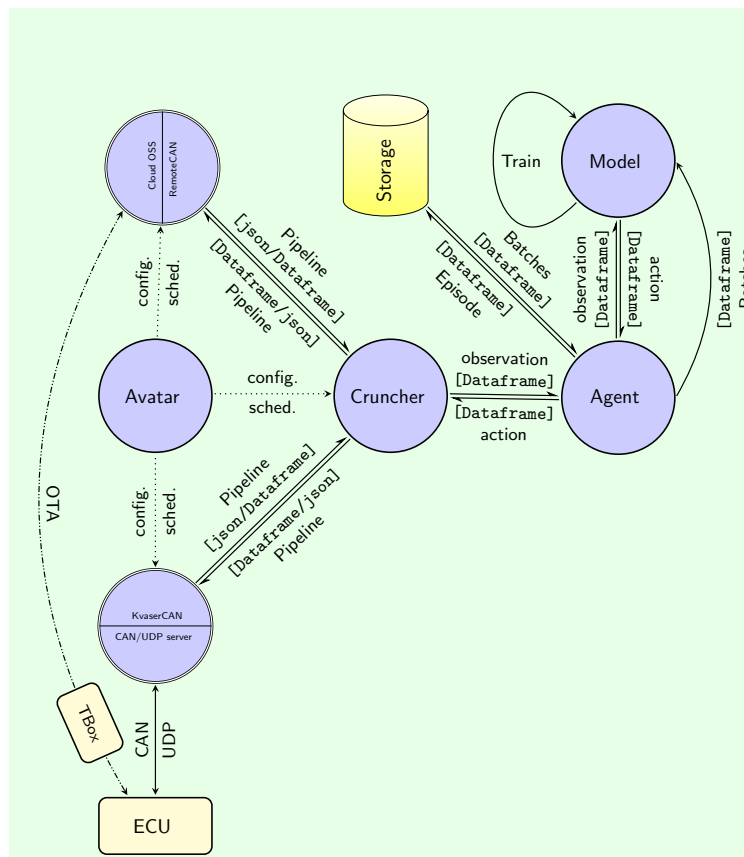 Cloud OSS
RemoteCAN
Storage
Train
Model
Pipeline
[json/Dataframe]
[Dataframe/json]
Pipeline
Batches
[Dataframe]
[Dataframe]
Episode
observation
[Dataframe]
[Dataframe]
action
[Dataframe]
config.
sched.
Avatar
config.
sched.
Cruncher
observation
[Dataframe]
[Dataframe]
action
Agent
OTA
config.
sched.
Pipeline
[json/Dataframe]
[Dataframe/json]
Pipeline
KvaserCAN
CAN/UDP server
TBox
CAN
UDP
ECU